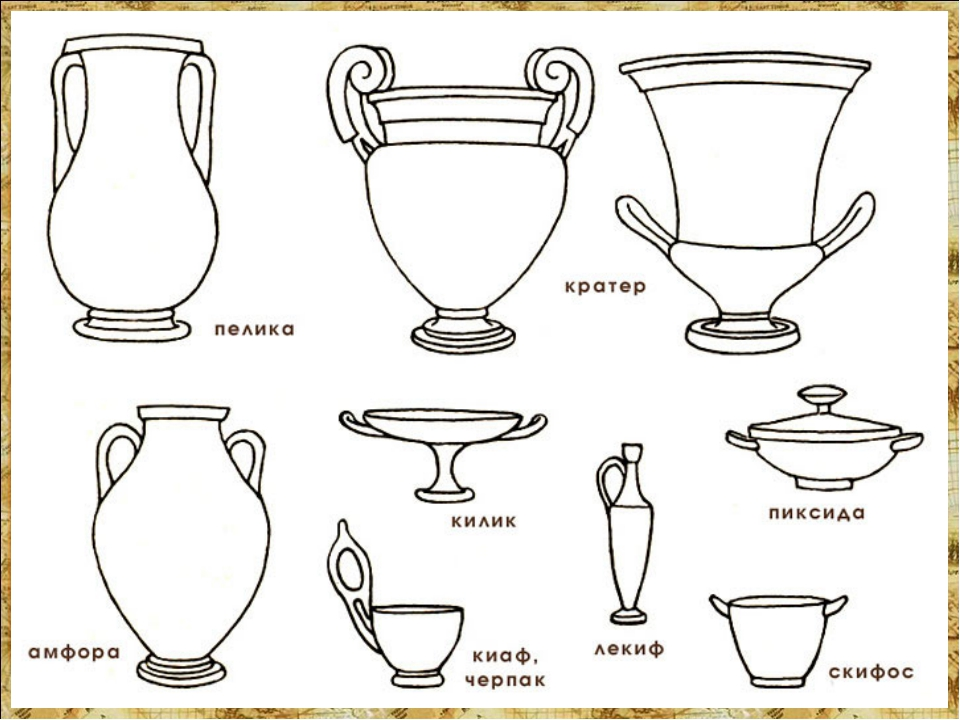 пелика
кратер
килик
пиксида
амфора
киаф,
черпак
лекиф
скифос